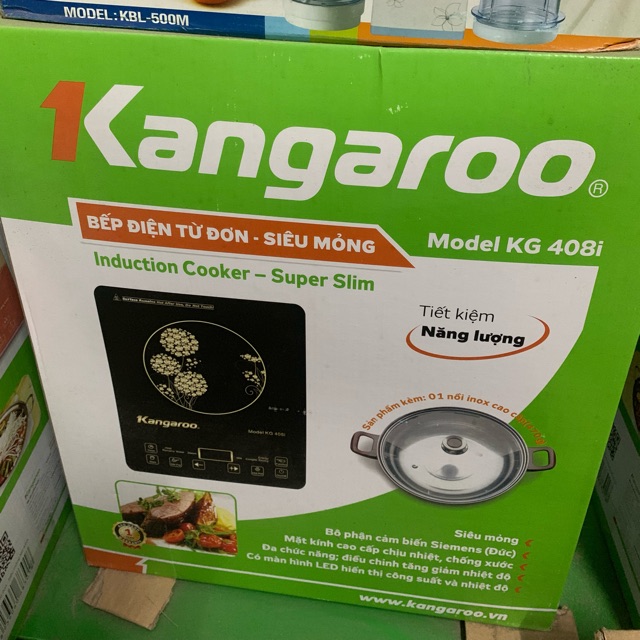 MODEL:KBL-500M
Kangaroo®
BẾP ĐIỆN TỪ ĐƠN - SIÊU MỎNG
Model KG 408i
Induction Cooker – Super Slim
Tiết kiệm
Năng lượng
Kangaroo
Model KG 408i
Sản phẩm kèm: 01 nồi inox cao
Siêu mỏng
Bộ phận cảm biến Siemens (Đức)
Mặt kính cao cấp chịu nhiệt, chống xước
Đa chức năng; điều chỉnh tăng giảm nhiệt độ
Có màn hình LED hiển thị công suất và nhiệt độ
www.kangaroo.vn